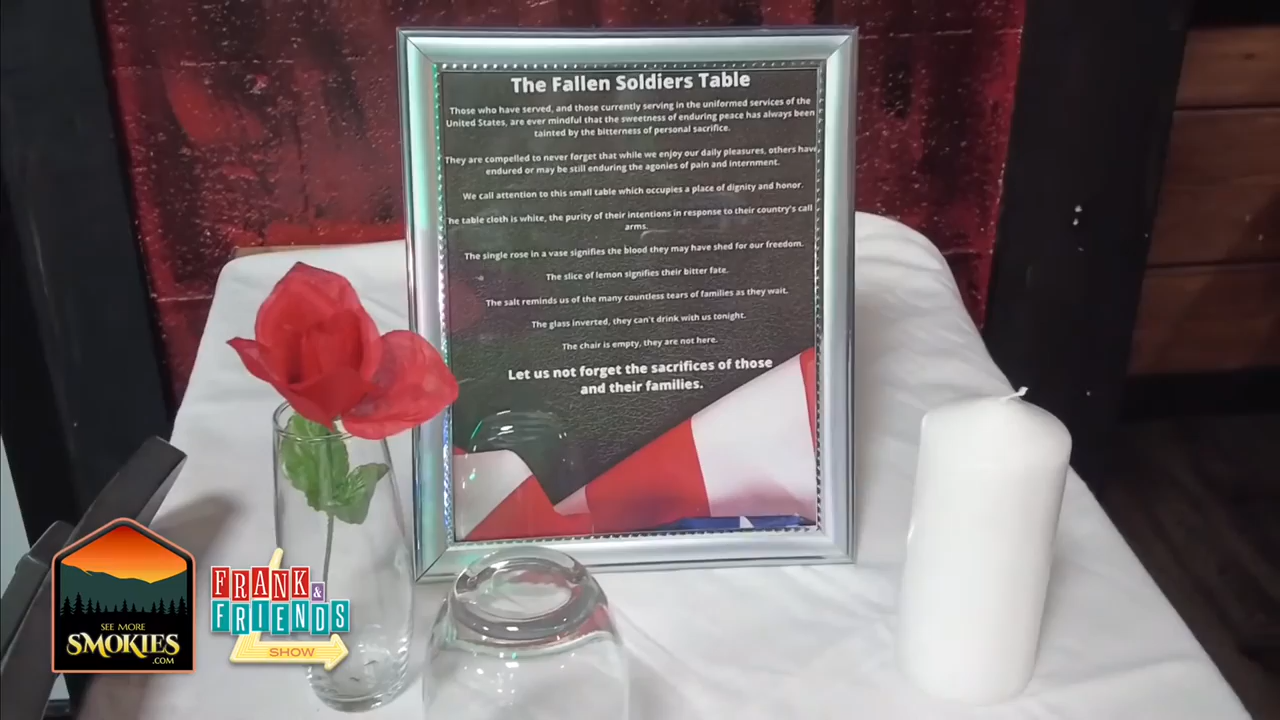 The Fallen Soldiers Table
Those who have served, and those currently serving in the uniformed services of the
United States, are ever mindful that the sweetness of enduring peace has always been
tainted by the bitterness of personal sacrifice.
They are compelled to never forget that while we enjoy our daily pleasures, others have
endured or may be still enduring the agonies of pain and internment.
We call attention to this small table which occupies a place of dignity and honor.
The table cloth is white, the purity of their intentions in response to their country's call
arms.
The single rose in a vase signifies the blood they may have shed for our freedom.
The slice of lemon signifies their bitter fate.
The salt reminds us of the many countless tears of families as they wait.
The glass inverted, they can't drink with us tonight.
The chair is empty, they are not here.
Let us not forget the sacrifices of those
and their families.
SEE MORE
SMOKIES
.COM
FRANK &
FRIENDS
SHOW